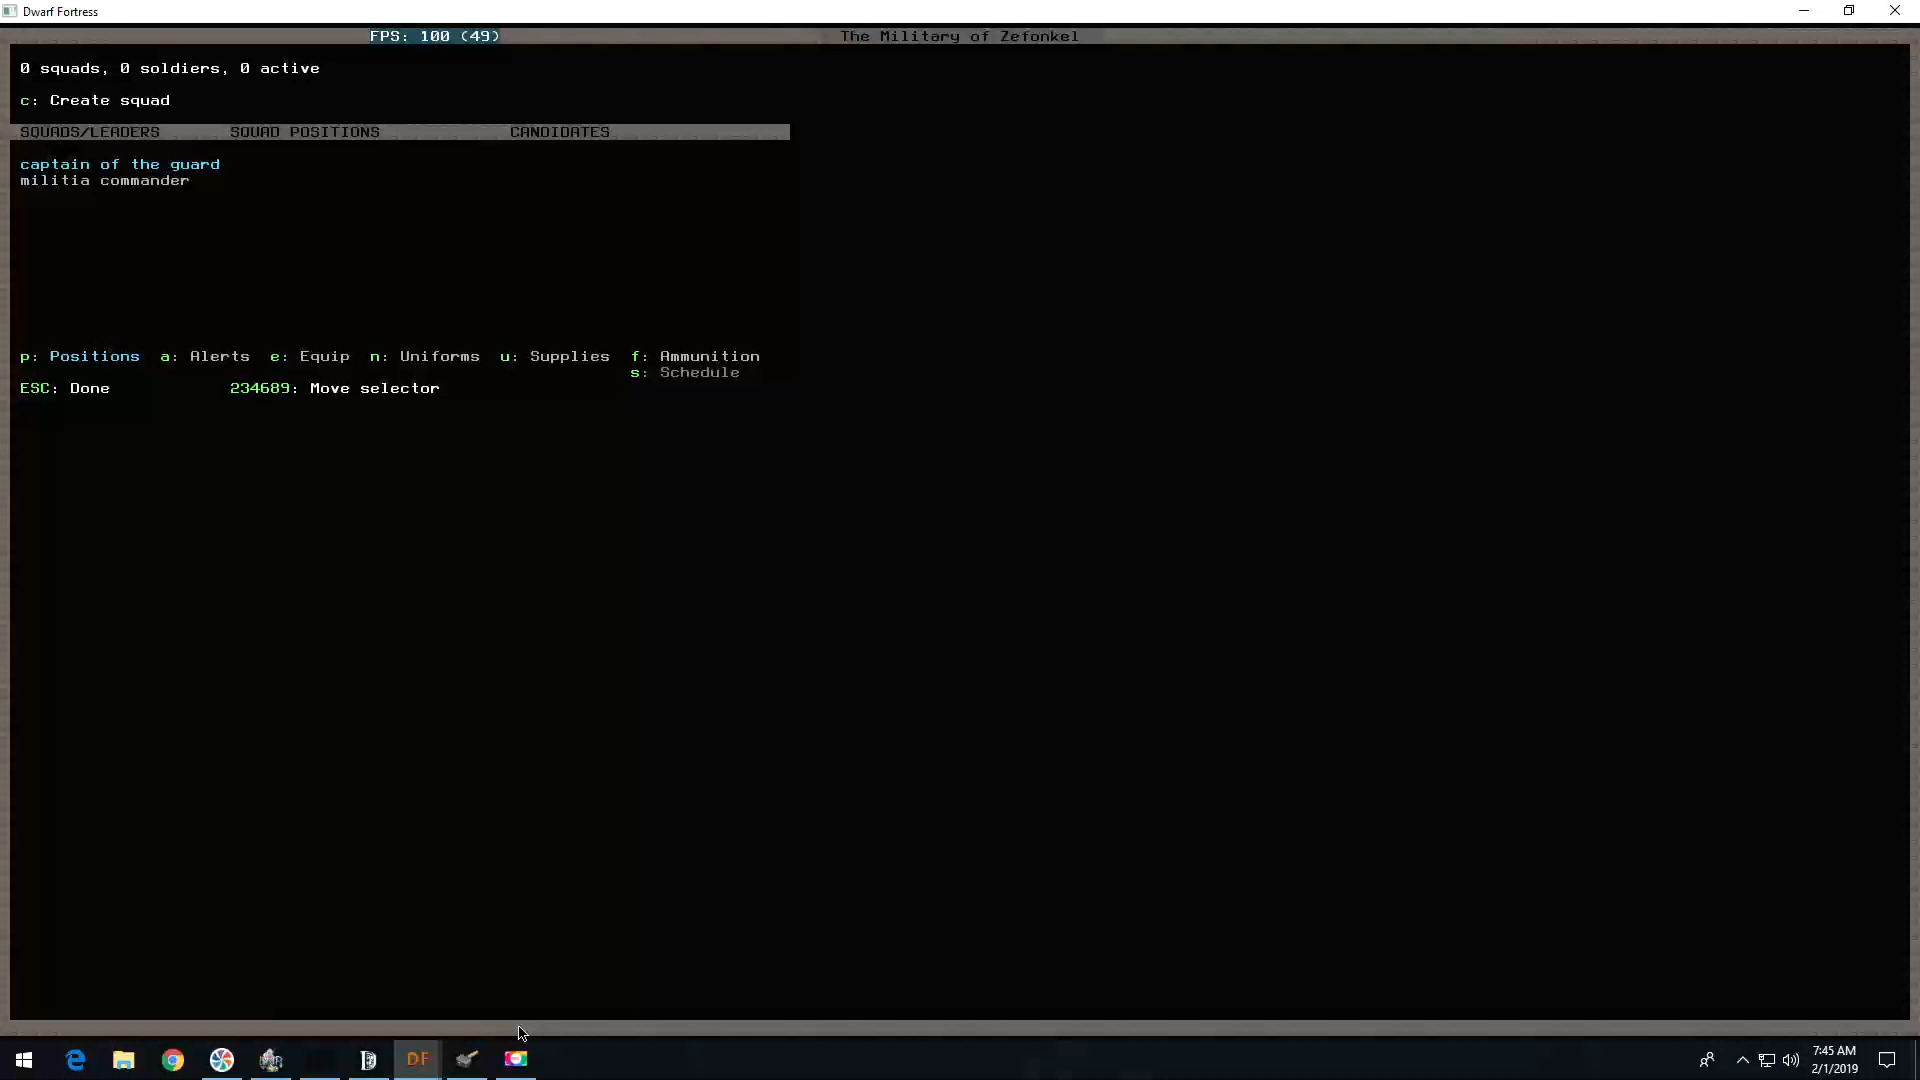 Dwarf Fortress
FPS: 100 (49)
The Military of Zefonkel
0 squads, 0 soldiers, 0 active
c: Create squad
SQUADS/LEADERS SQUAD POSITIONS CANDIDATES
captain of the guard
militia commander
p: Positions a: Alerts e: Equip n: Uniforms u: Supplies f: Ammunition
s: Schedule
ESC: Done 234689: Move selector
DF
7:45 AM
2/1/2019